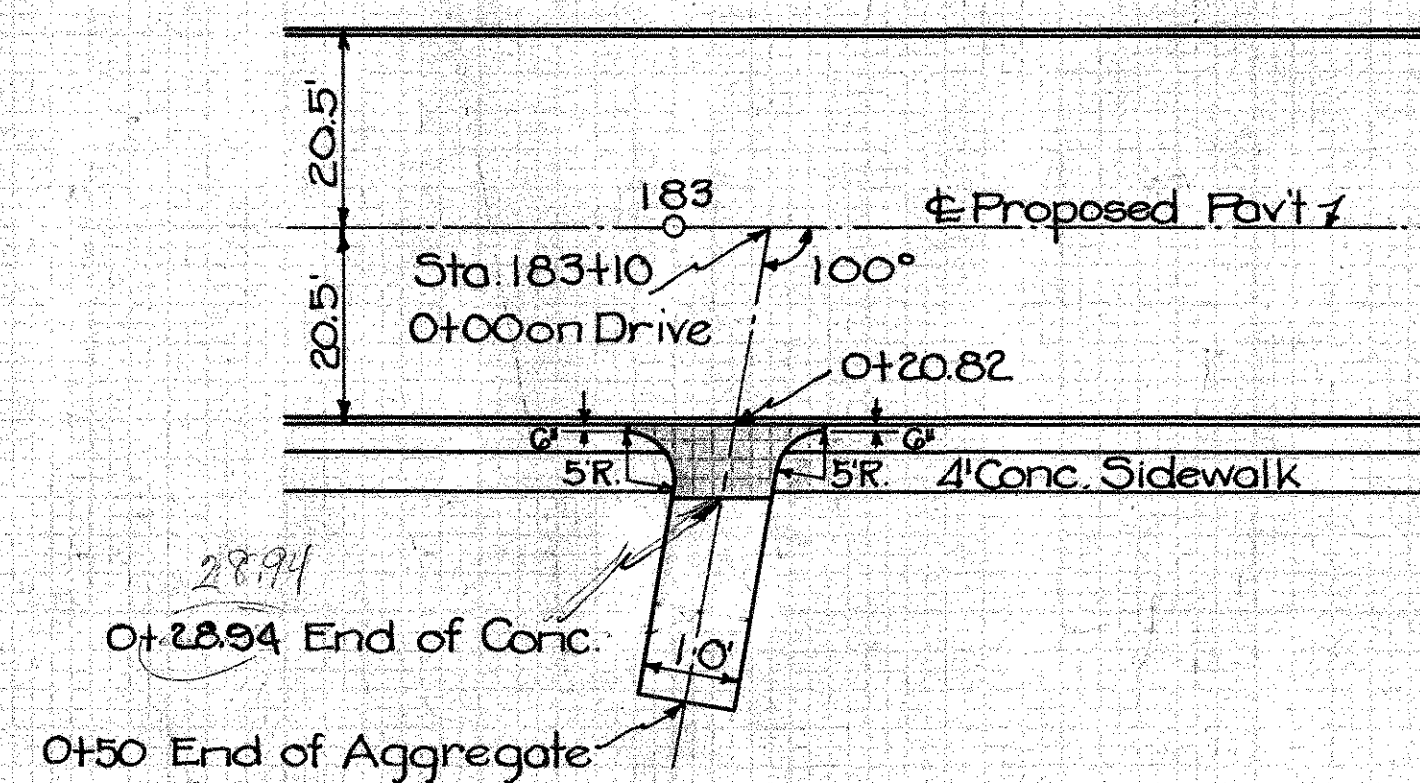 20.5'
183
℄ Proposed Pav't
Sta. 183+10
0+00 on Drive
100°
20.5'
0+20.82
6"
6"
5'R.
5'R.
4' Conc. Sidewalk
28.94
0+28.94 End of Conc.
10'
0+50 End of Aggregate